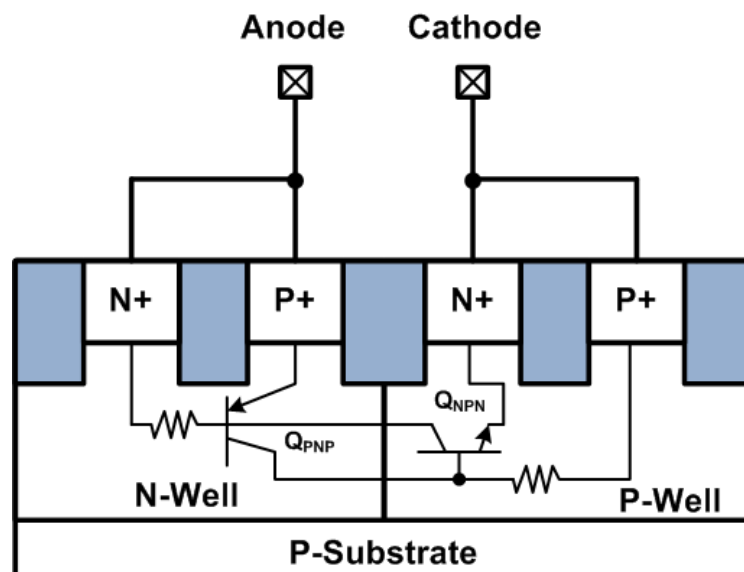 Anode Cathode
N+ P+ N+ P+
QNPN
QPNP
N-Well P-Well
P-Substrate